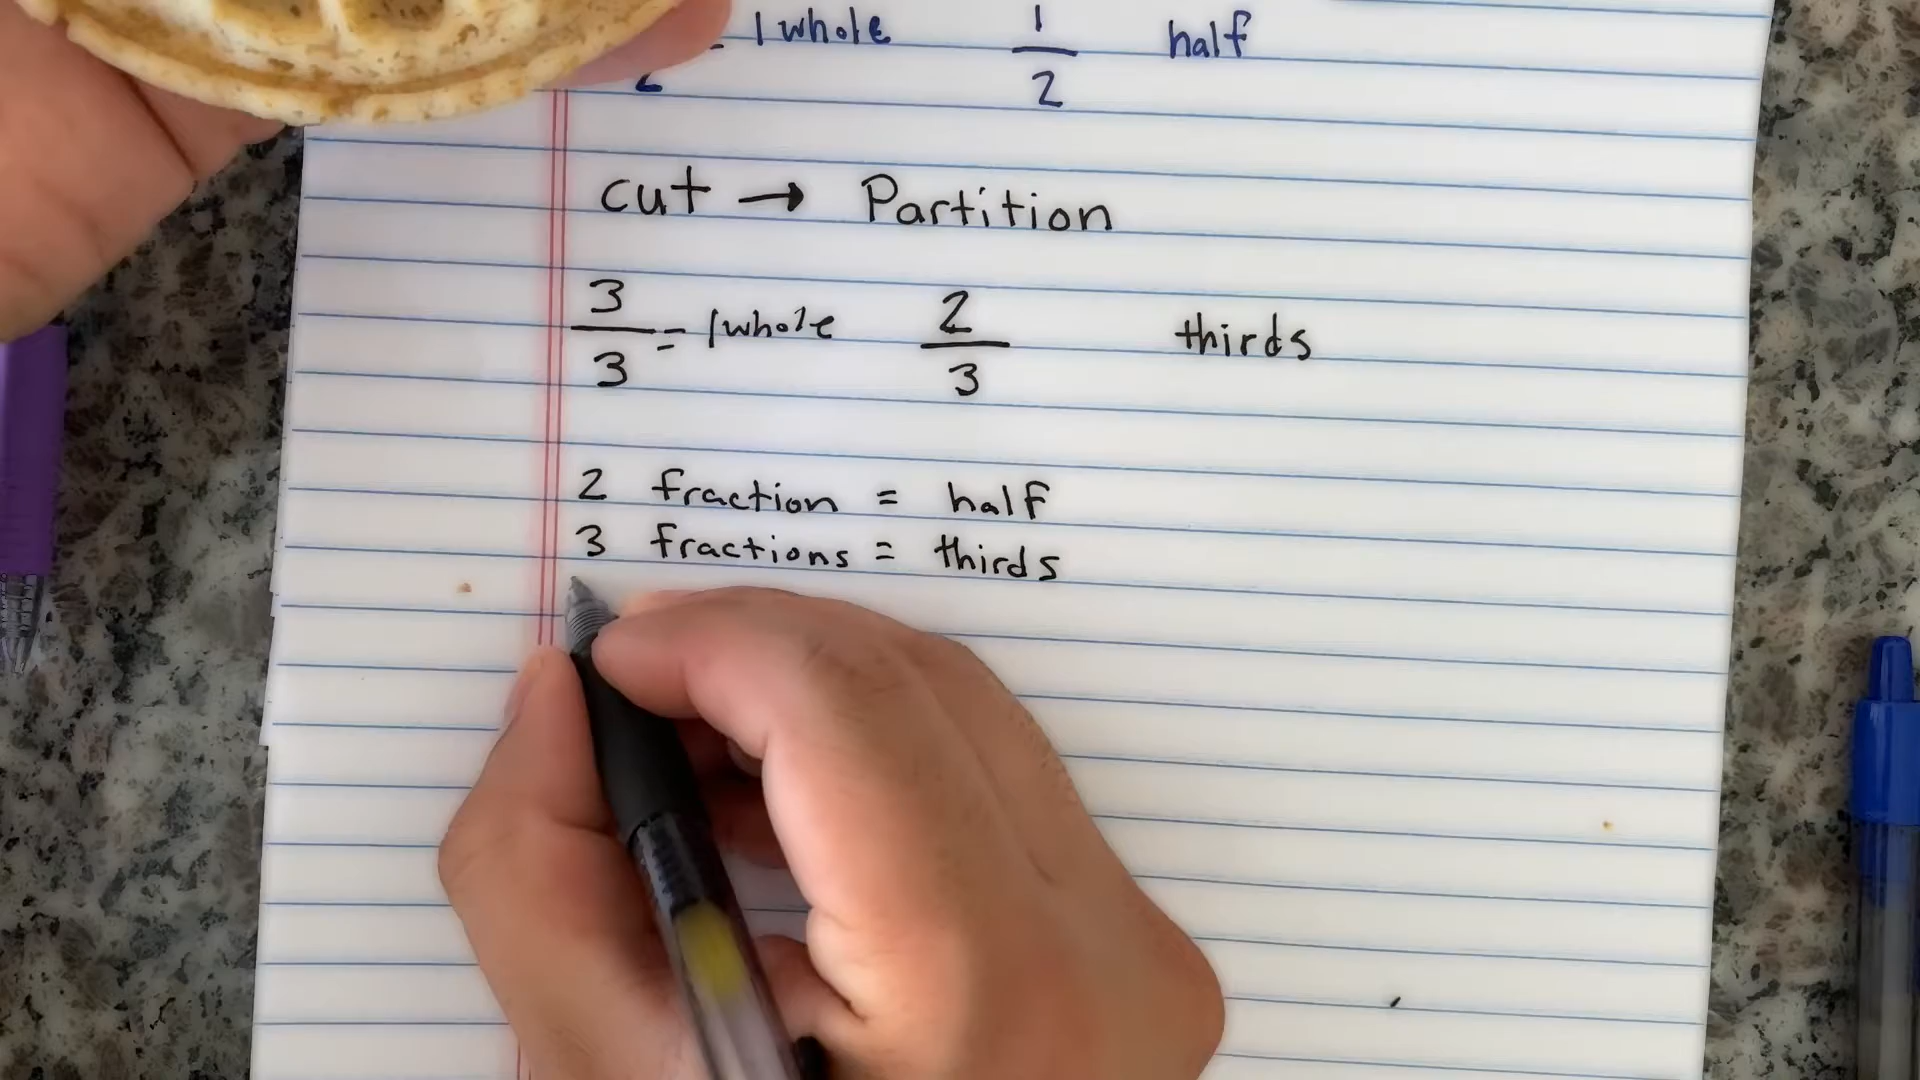 - 1 whole 1/2 half
2
cut → Partition
3/3 = 1 whole 2/3 thirds
2 fraction = half
3 fractions = thirds